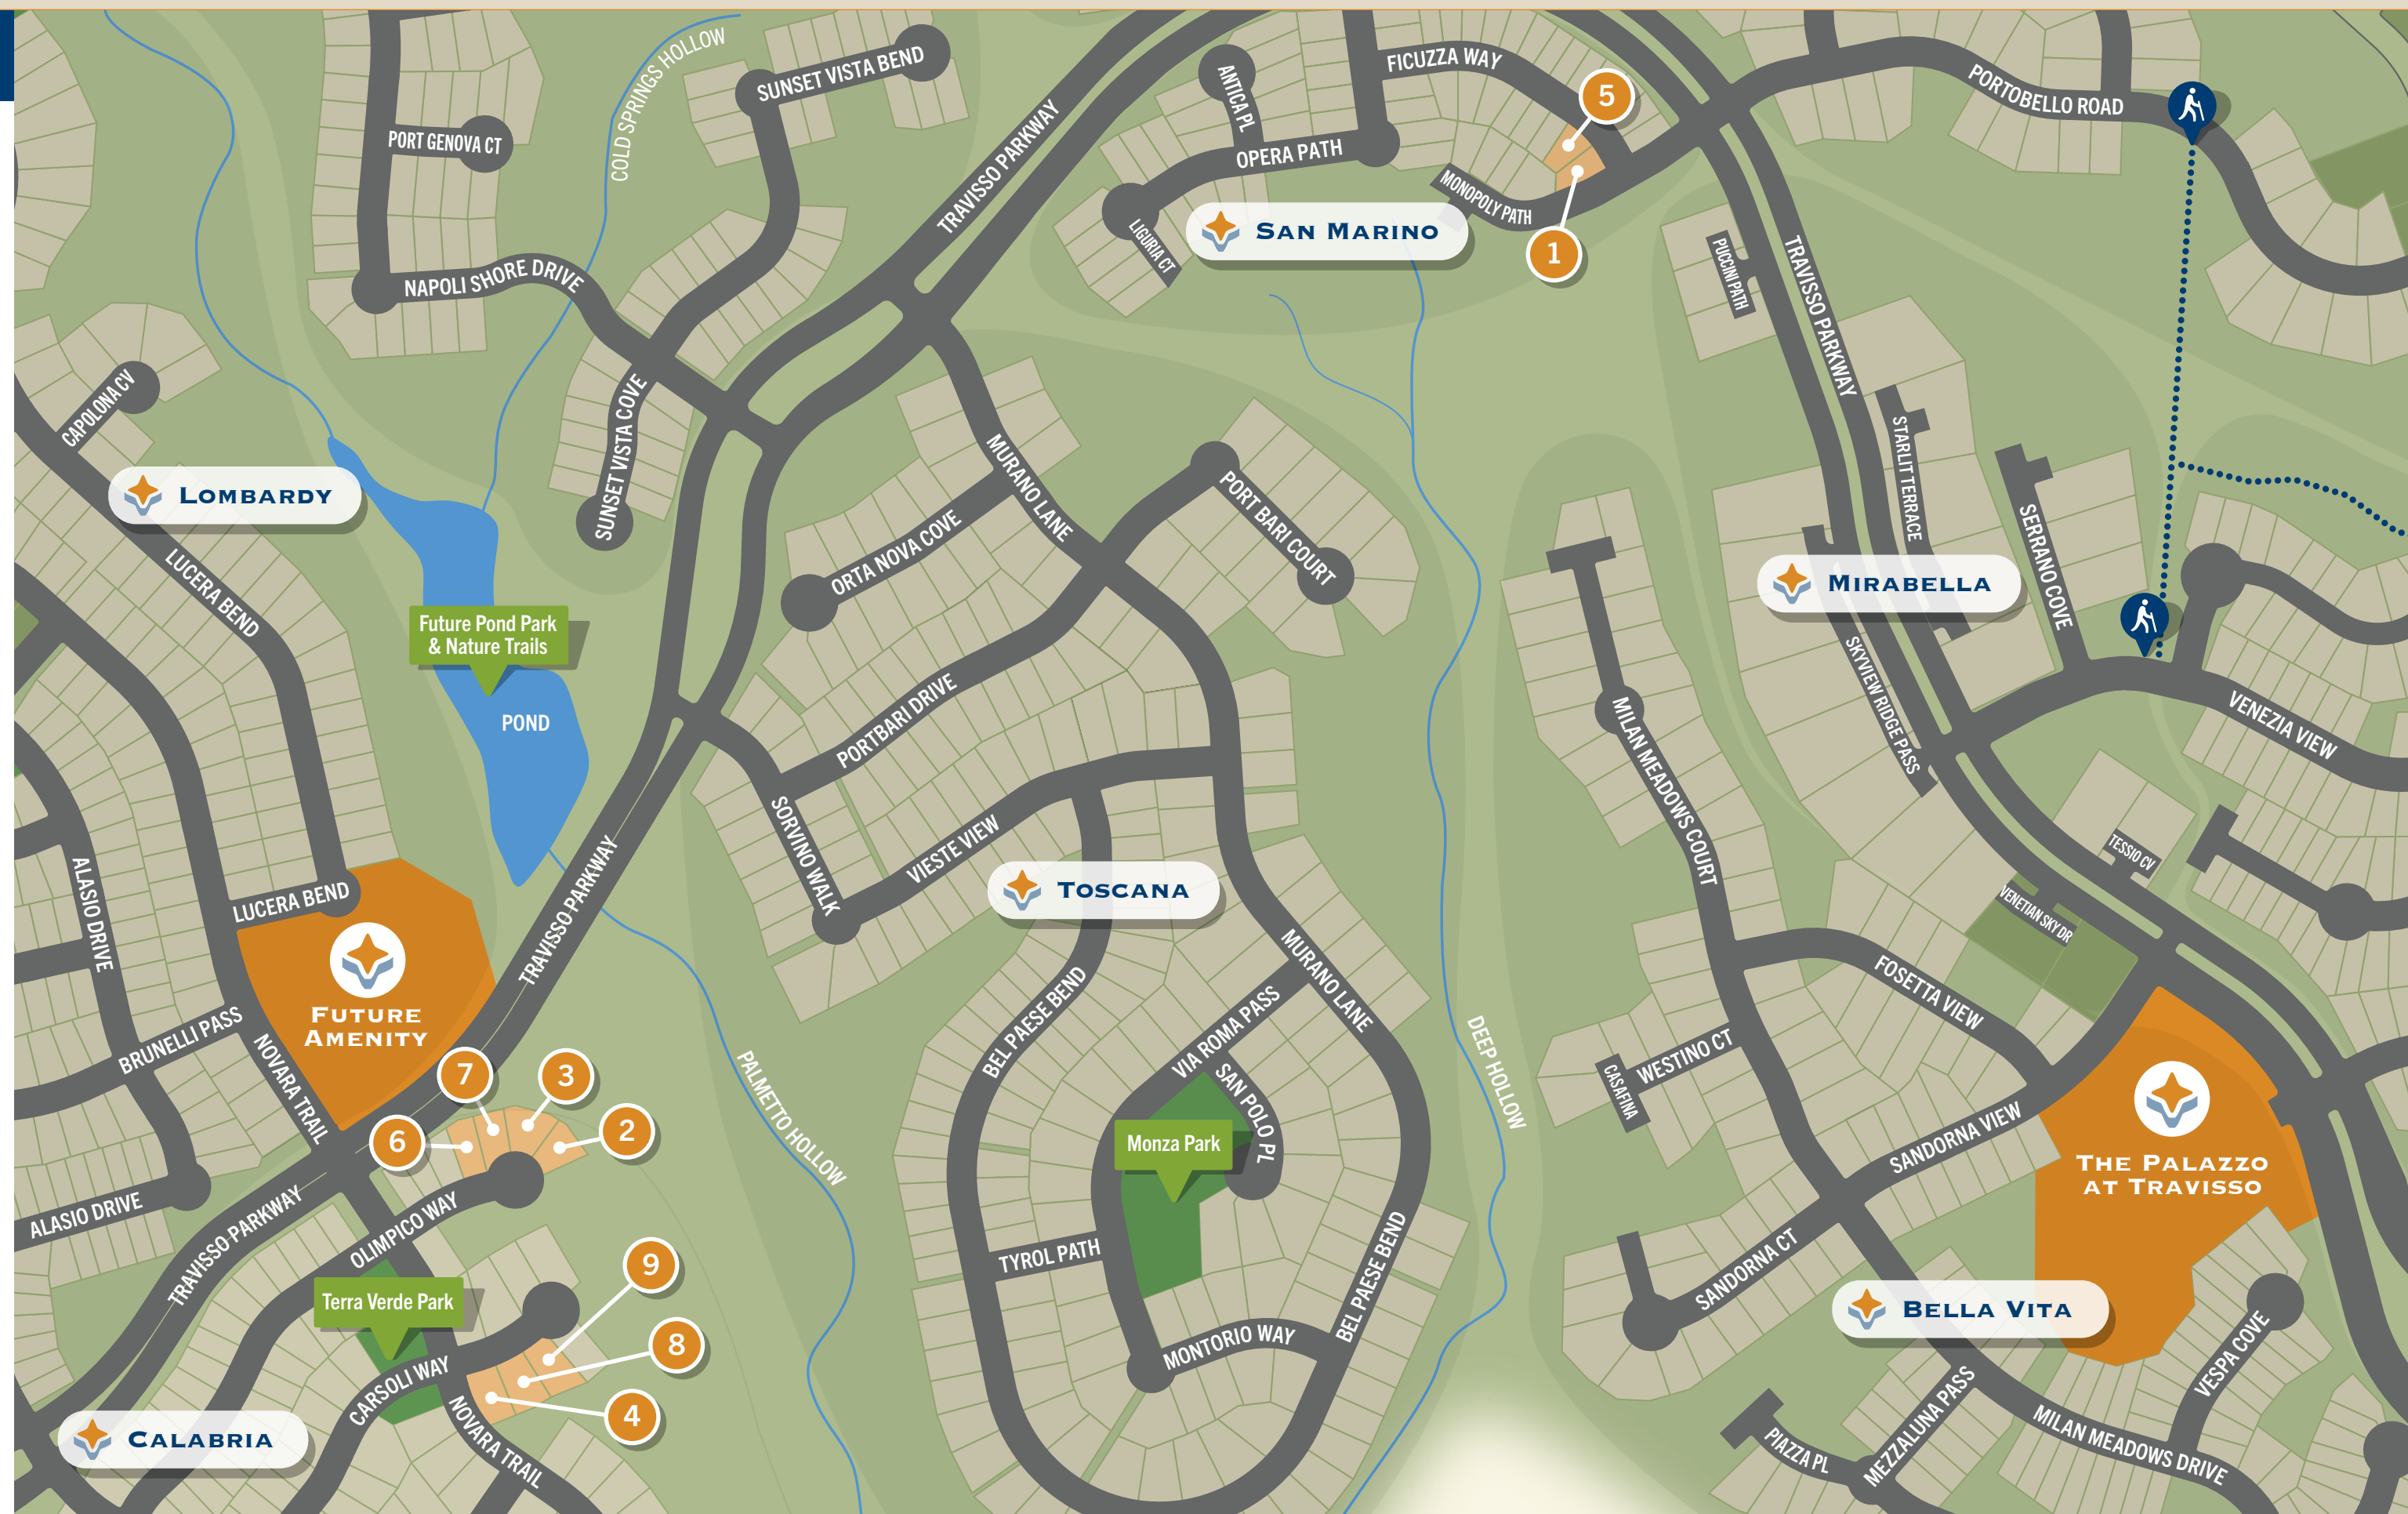 COLD SPRINGS HOLLOW
SUNSET VISTA BEND
PORT GENOVA CT
TRAVISSO PARKWAY
ANTICA PL
FICUZZA WAY
5
PORTOBELLO ROAD
OPERA PATH
MONOPOLY PATH
LIGURIA CT
SAN MARINO
1
PUCCINI PATH
TRAVISSO PARKWAY
NAPOLI SHORE DRIVE
CAPOLONA CV
SUNSET VISTA COVE
LOMBARDY
MURANO LANE
ORTA NOVA COVE
PORT BARI COURT
STARLIT TERRACE
SERRANO COVE
MIRABELLA
LUCERA BEND
Future Pond Park
& Nature Trails
POND
PORTBARI DRIVE
MILAN MEADOWS COURT
SKYVIEW RIDGE PASS
VENEZIA VIEW
SORVINO WALK
VIESTE VIEW
TESSIO CV
ALASIO DRIVE
LUCERA BEND
TRAVISSO PARKWAY
TOSCANA
VENETIAN SKY DR
FUTURE
AMENITY
BEL PAESE BEND
MURANO LANE
FOSETTA VIEW
BRUNELLI PASS
NOVARA TRAIL
VIA ROMA PASS
SAN POLO PL
DEEP HOLLOW
WESTINO CT
CASAFINA
7
3
6
2
PALMETTO HOLLOW
Monza Park
SANDORNA VIEW
THE PALAZZO
AT TRAVISSO
ALASIO DRIVE
TRAVISSO PARKWAY
OLIMPICO WAY
TYROL PATH
9
Terra Verde Park
SANDORNA CT
BELLA VITA
BEL PAESE BEND
MONTORIO WAY
8
CARSOLI WAY
VESPA COVE
4
CALABRIA
NOVARA TRAIL
PIAZZA PL
MEZZALUNA PASS
MILAN MEADOWS DRIVE